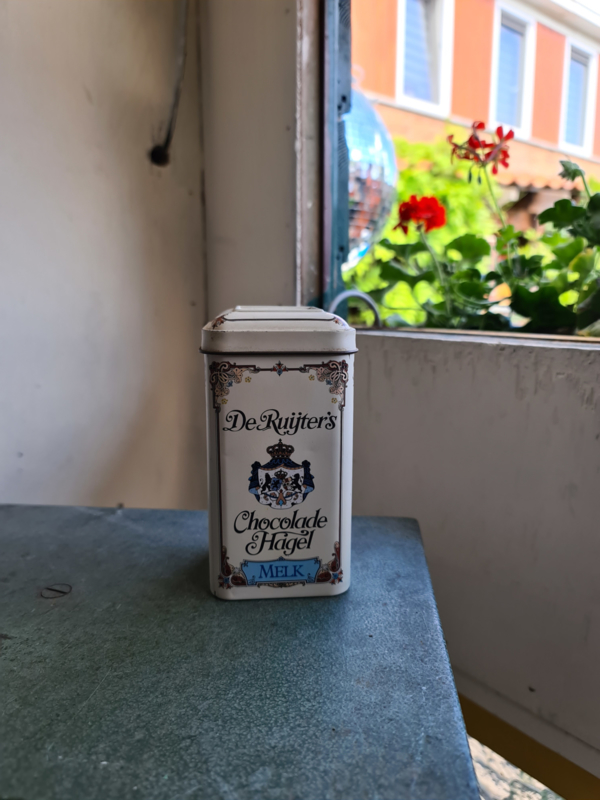 De Ruijter's
Chocolade
Hagel
MELK